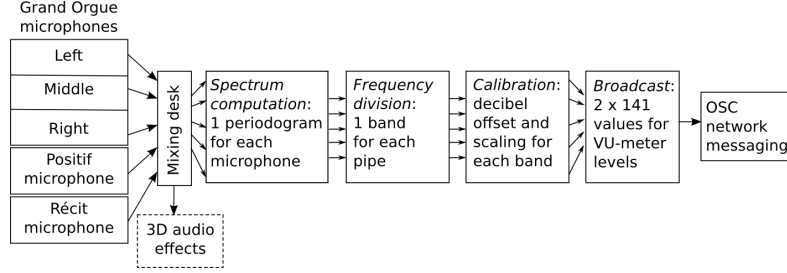 Grand Orgue
microphones
Left
Middle
Right
Positif
microphone
Récit
microphone
Mixing desk
3D audio
effects
Spectrum
computation:
1 periodogram
for each
microphone
Frequency
division:
1 band
for each
pipe
Calibration:
decibel
offset and
scaling for
each band
Broadcast:
2 x 141
values for
VU-meter
levels
OSC
network
messaging